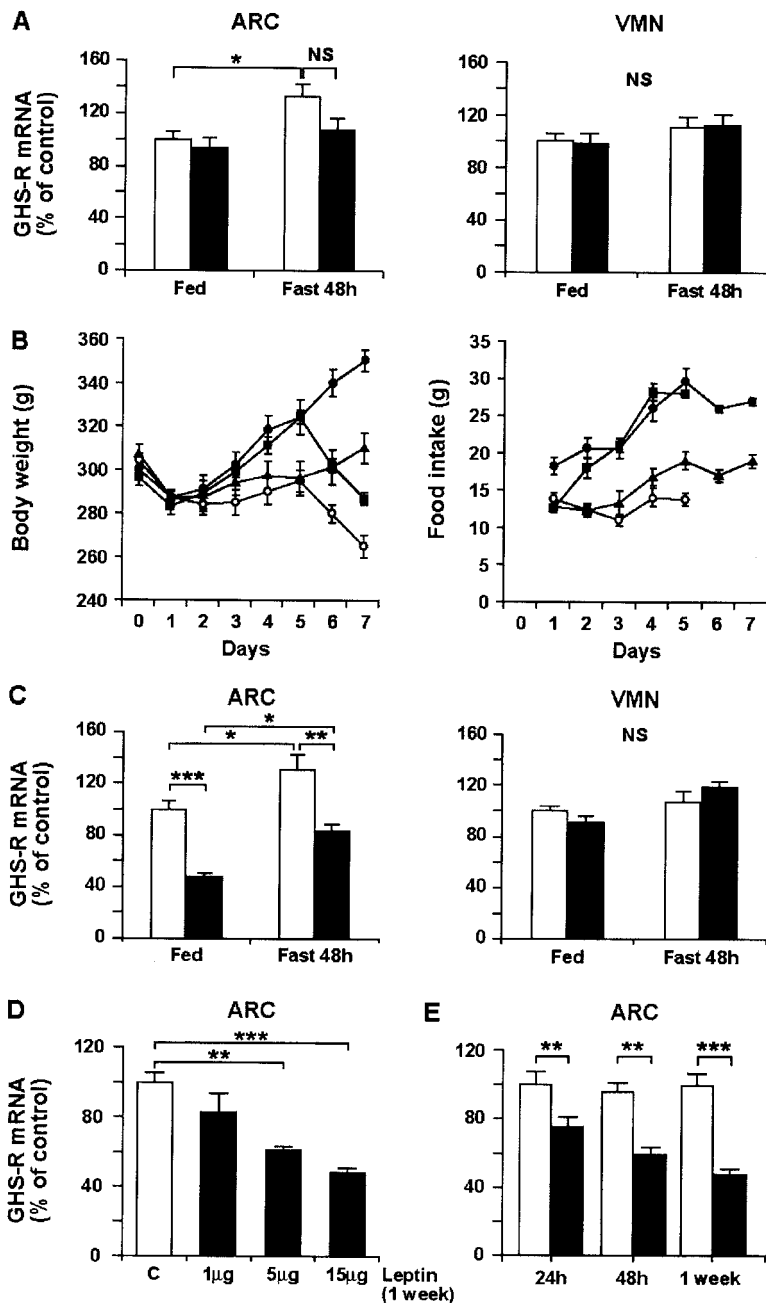 A
ARC
VMN
GHS-R mRNA
(% of control)
160
120
80
40
0
*
NS
Fed
Fast 48h
160
120
80
40
0
NS
Fed
Fast 48h
B
Body weight (g)
360
340
320
300
280
260
240
0 1 2 3 4 5 6 7
Days
Food intake (g)
35
30
25
20
15
10
5
0
0 1 2 3 4 5 6 7
Days
C
ARC
VMN
GHS-R mRNA
(% of control)
160
120
80
40
0
*
*
**
***
Fed
Fast 48h
NS
160
120
80
40
0
Fed
Fast 48h
D
ARC
GHS-R mRNA
(% of control)
120
80
40
0
***
**
C
1µg
5µg
15µg
Leptin
(1 week)
E
ARC
120
80
40
0
**
**
***
24h
48h
1 week